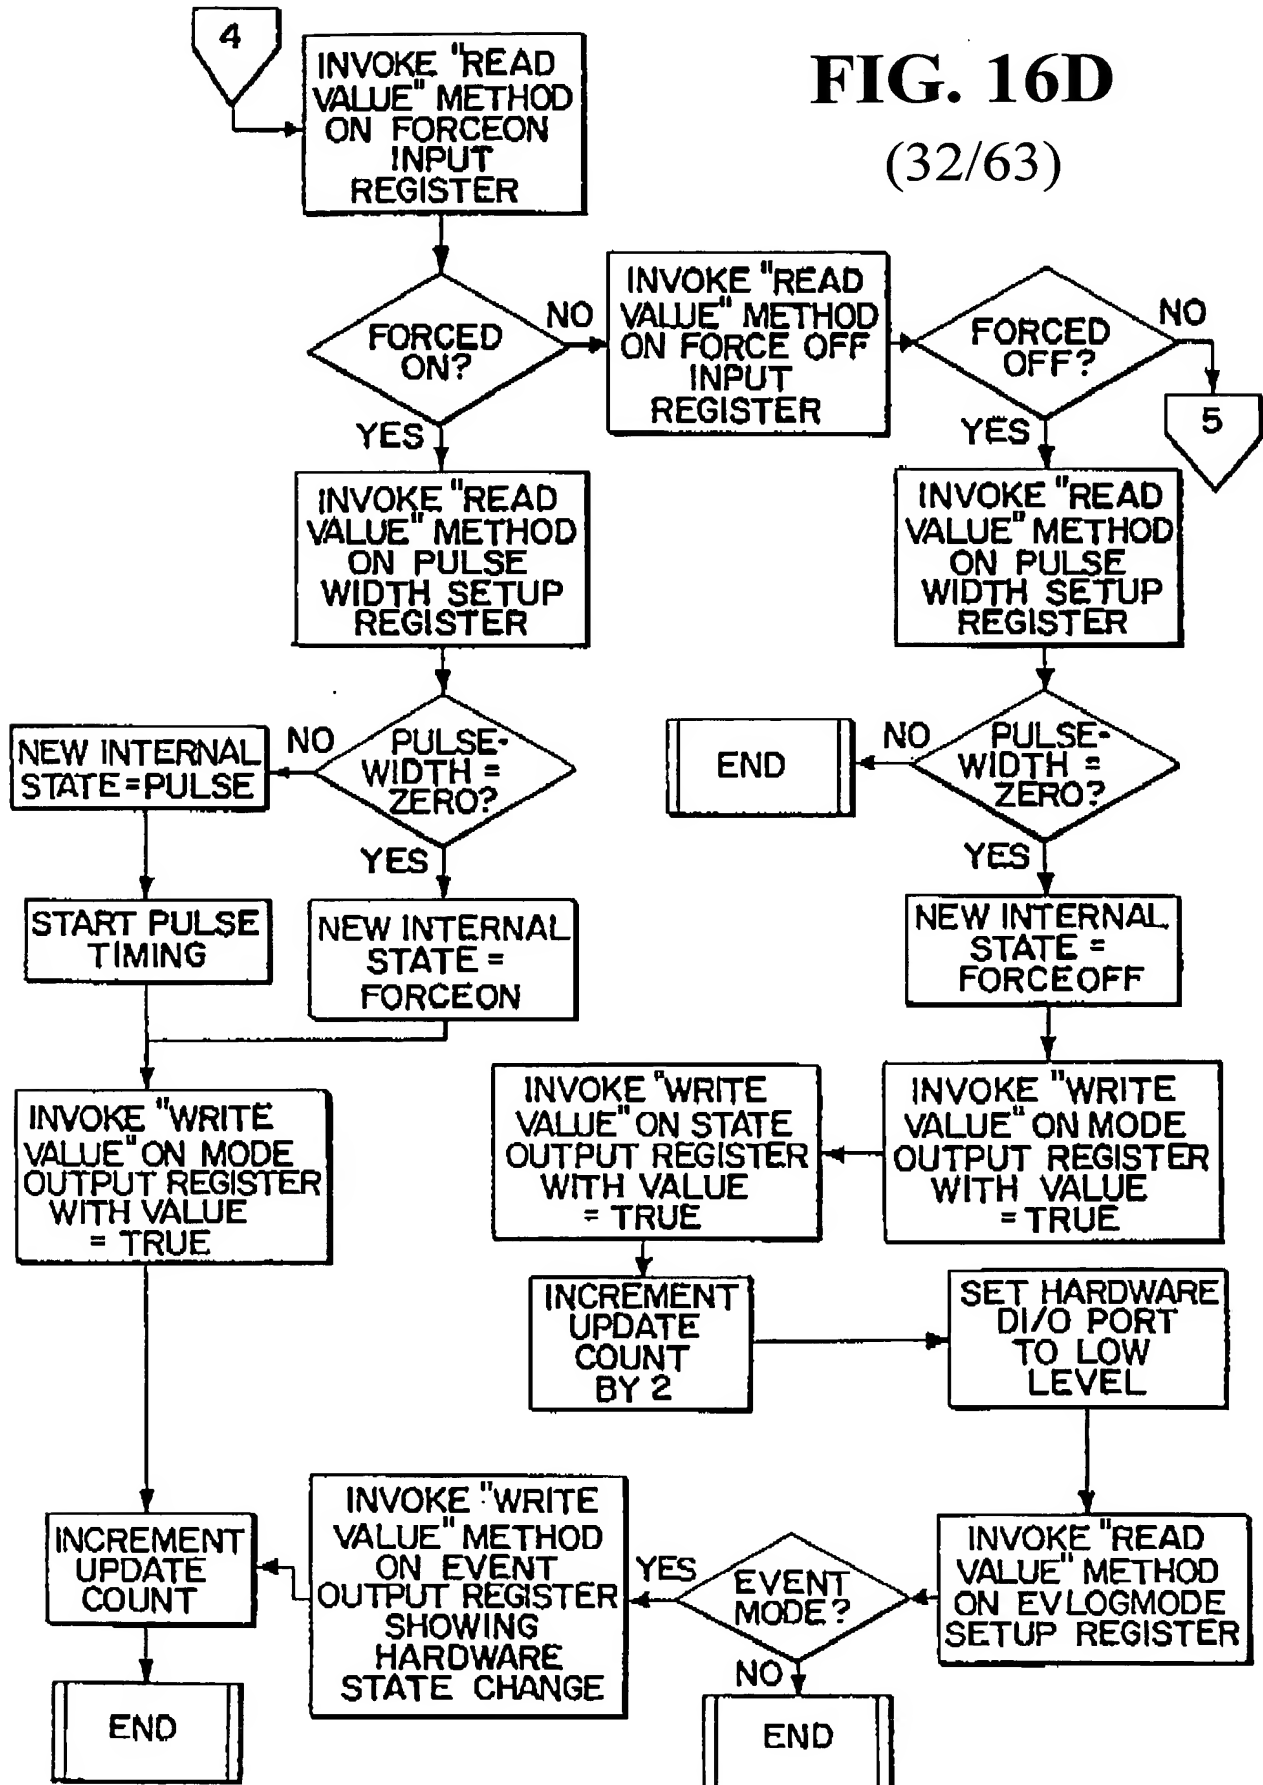 4
INVOKE "READ
VALUE" METHOD
ON FORCEON
INPUT
REGISTER
FIG. 16D
(32/63)
FORCED
ON?
NO
YES
INVOKE "READ
VALUE" METHOD
ON FORCE OFF
INPUT
REGISTER
FORCED
OFF?
NO
YES
5
INVOKE "READ
VALUE" METHOD
ON PULSE
WIDTH SETUP
REGISTER
INVOKE "READ
VALUE" METHOD
ON PULSE
WIDTH SETUP
REGISTER
NEW INTERNAL
STATE=PULSE
NO
PULSE-
WIDTH =
ZERO?
YES
END
NO
PULSE-
WIDTH =
ZERO?
YES
START PULSE
TIMING
NEW INTERNAL
STATE =
FORCEON
NEW INTERNAL
STATE =
FORCEOFF
INVOKE "WRITE
VALUE" ON MODE
OUTPUT REGISTER
WITH VALUE
= TRUE
INVOKE "WRITE
VALUE" ON STATE
OUTPUT REGISTER
WITH VALUE
= TRUE
INVOKE "WRITE
VALUE" ON MODE
OUTPUT REGISTER
WITH VALUE
= TRUE
INCREMENT
UPDATE
COUNT
BY 2
SET HARDWARE
DI/O PORT
TO LOW
LEVEL
INCREMENT
UPDATE
COUNT
INVOKE "WRITE
VALUE" METHOD
ON EVENT
OUTPUT REGISTER
SHOWING
HARDWARE
STATE CHANGE
YES
EVENT
MODE?
NO
INVOKE "READ
VALUE" METHOD
ON EVLOGMODE
SETUP REGISTER
END
END